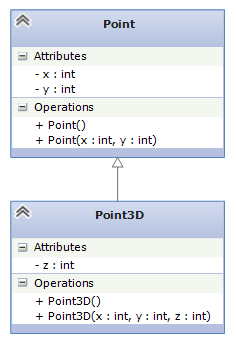 Point
Attributes
- x : int
- y : int
Operations
+ Point()
+ Point(x : int, y : int)
Point3D
Attributes
- z : int
Operations
+ Point3D()
+ Point3D(x : int, y : int, z : int)